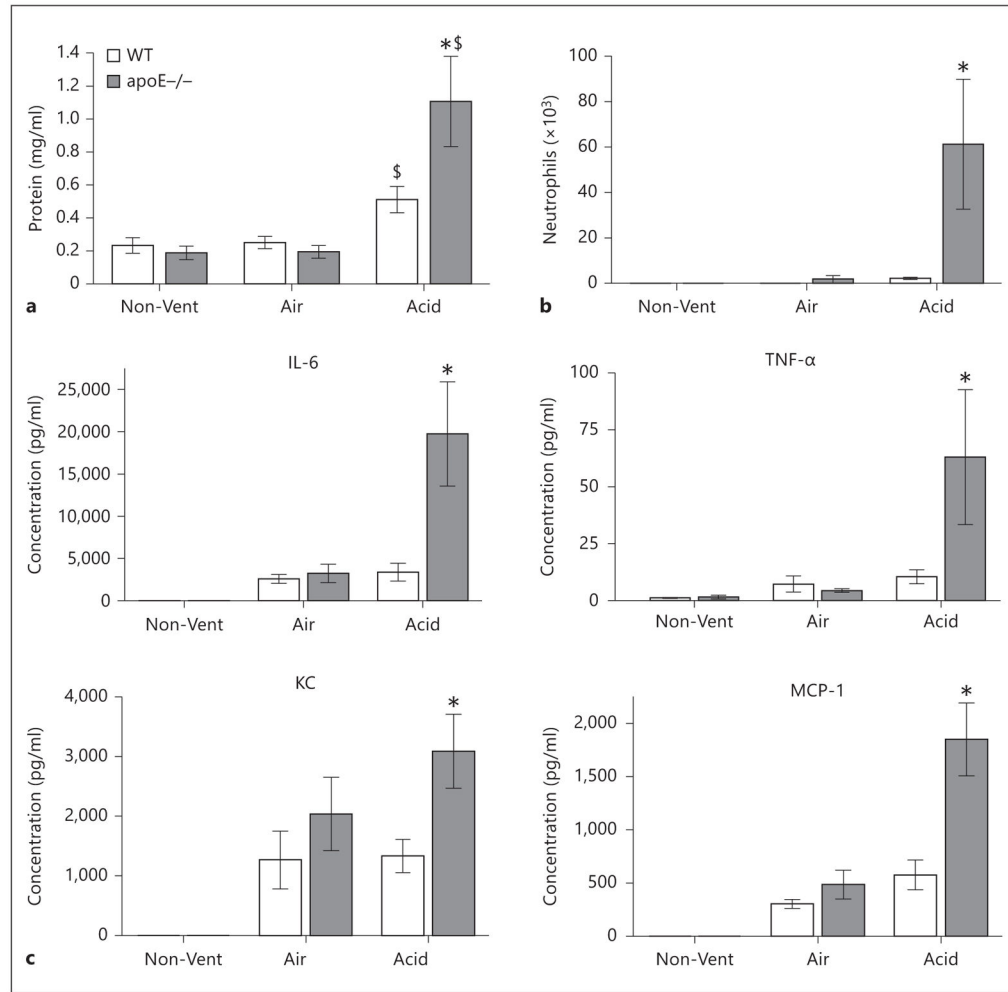 WT
apoE–/–
Protein (mg/ml)
1.4
1.2
1.0
0.8
0.6
0.4
0.2
0
$
*$
Non-Vent Air Acid
a
Neutrophils (×10³)
100
80
60
40
20
0
*
Non-Vent Air Acid
b
IL-6
Concentration (pg/ml)
25,000
20,000
15,000
10,000
5,000
0
*
Non-Vent Air Acid
TNF-α
Concentration (pg/ml)
100
75
50
25
0
*
Non-Vent Air Acid
KC
Concentration (pg/ml)
4,000
3,000
2,000
1,000
0
*
Non-Vent Air Acid
c
MCP-1
Concentration (pg/ml)
2,000
1,500
1,000
500
0
*
Non-Vent Air Acid